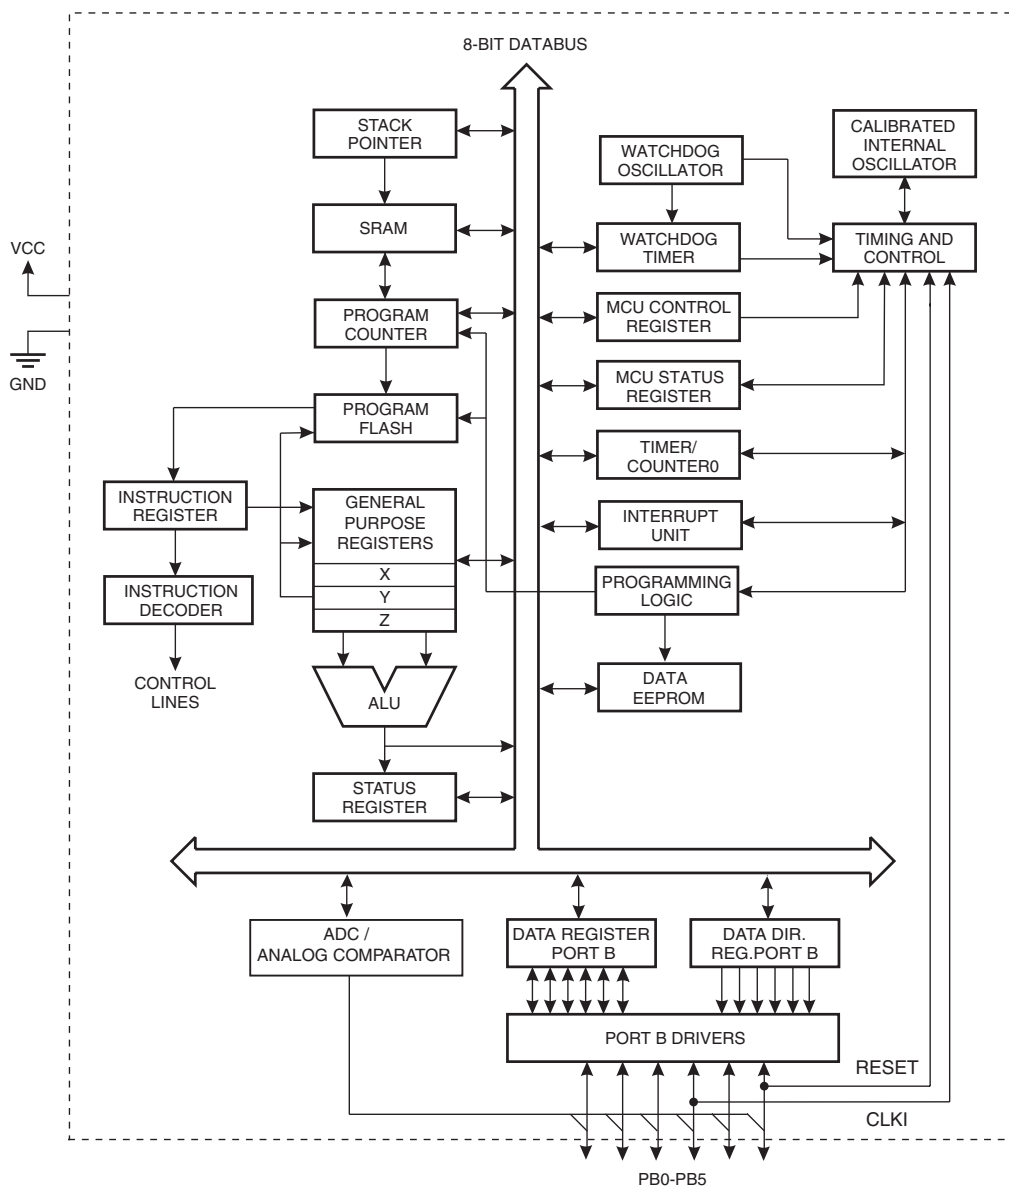 8-BIT DATABUS
STACK
POINTER
WATCHDOG
OSCILLATOR
CALIBRATED
INTERNAL
OSCILLATOR
SRAM
WATCHDOG
TIMER
TIMING AND
CONTROL
VCC
GND
PROGRAM
COUNTER
MCU CONTROL
REGISTER
PROGRAM
FLASH
MCU STATUS
REGISTER
TIMER/
COUNTER0
INSTRUCTION
REGISTER
GENERAL
PURPOSE
REGISTERS
X
Y
Z
INTERRUPT
UNIT
INSTRUCTION
DECODER
PROGRAMMING
LOGIC
CONTROL
LINES
ALU
DATA
EEPROM
STATUS
REGISTER
ADC /
ANALOG COMPARATOR
DATA REGISTER
PORT B
DATA DIR.
REG.PORT B
PORT B DRIVERS
RESET
CLKI
PB0-PB5